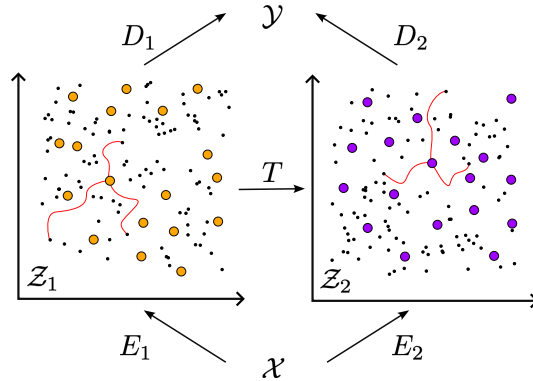 𝒴
D₁ D₂
T
𝒵₁ 𝒵₂
E₁ E₂
𝒳